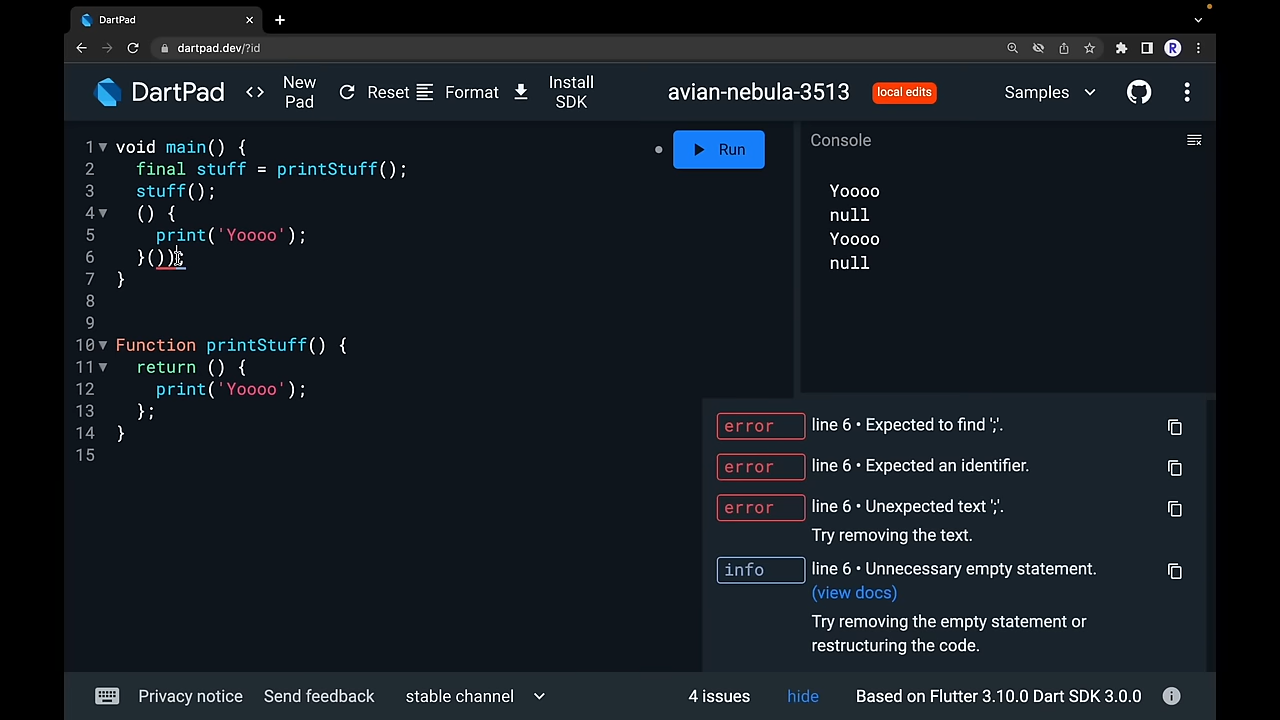 DartPad
dartpad.dev/?id
R
DartPad
<> New Pad
Reset
Format
Install SDK
avian-nebula-3513
local edits
Samples
1 void main() {
2 final stuff = printStuff();
3 stuff();
4 () {
5 print('Yoooo');
6 }());
7 }
8
9
10 Function printStuff() {
11 return () {
12 print('Yoooo');
13 };
14 }
15
Run
Console
Yoooo
null
Yoooo
null
error line 6 • Expected to find ';'.
error line 6 • Expected an identifier.
error line 6 • Unexpected text ';'.
Try removing the text.
info line 6 • Unnecessary empty statement.
(view docs)
Try removing the empty statement or
restructuring the code.
Privacy notice Send feedback stable channel 4 issues hide Based on Flutter 3.10.0 Dart SDK 3.0.0